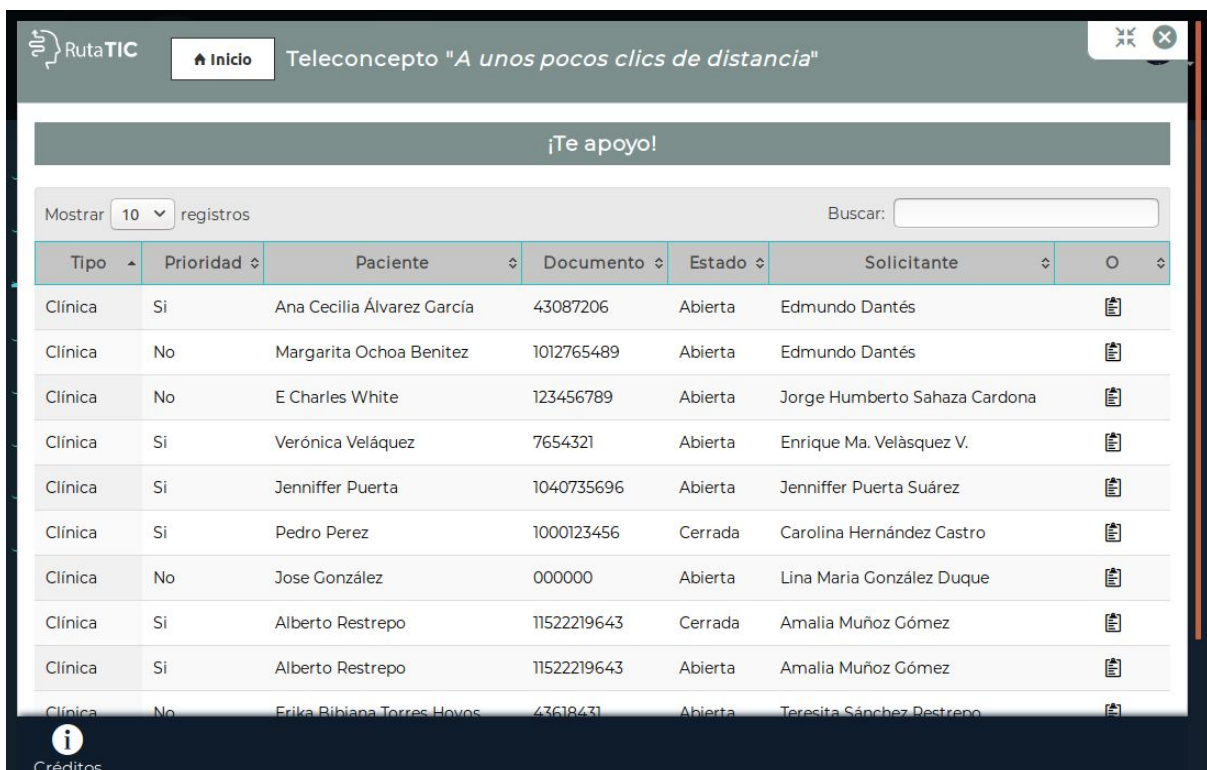 RutaTIC
Inicio
Teleconcepto "A unos pocos clics de distancia"
¡Te apoyo!
Mostrar 10 registros
Buscar:
Tipo Prioridad Paciente Documento Estado Solicitante O
Clínica Si Ana Cecilia Álvarez García 43087206 Abierta Edmundo Dantés
Clínica No Margarita Ochoa Benitez 1012765489 Abierta Edmundo Dantés
Clínica No E Charles White 123456789 Abierta Jorge Humberto Sahaza Cardona
Clínica Si Verónica Veláquez 7654321 Abierta Enrique Ma. Velàsquez V.
Clínica Si Jenniffer Puerta 1040735696 Abierta Jenniffer Puerta Suárez
Clínica Si Pedro Perez 1000123456 Cerrada Carolina Hernández Castro
Clínica No Jose González 000000 Abierta Lina Maria González Duque
Clínica Si Alberto Restrepo 11522219643 Cerrada Amalia Muñoz Gómez
Clínica Si Alberto Restrepo 11522219643 Abierta Amalia Muñoz Gómez
Clínica No Erika Bibiana Torres Hoyos 43618431 Abierta Teresita Sánchez Restrepo
Créditos